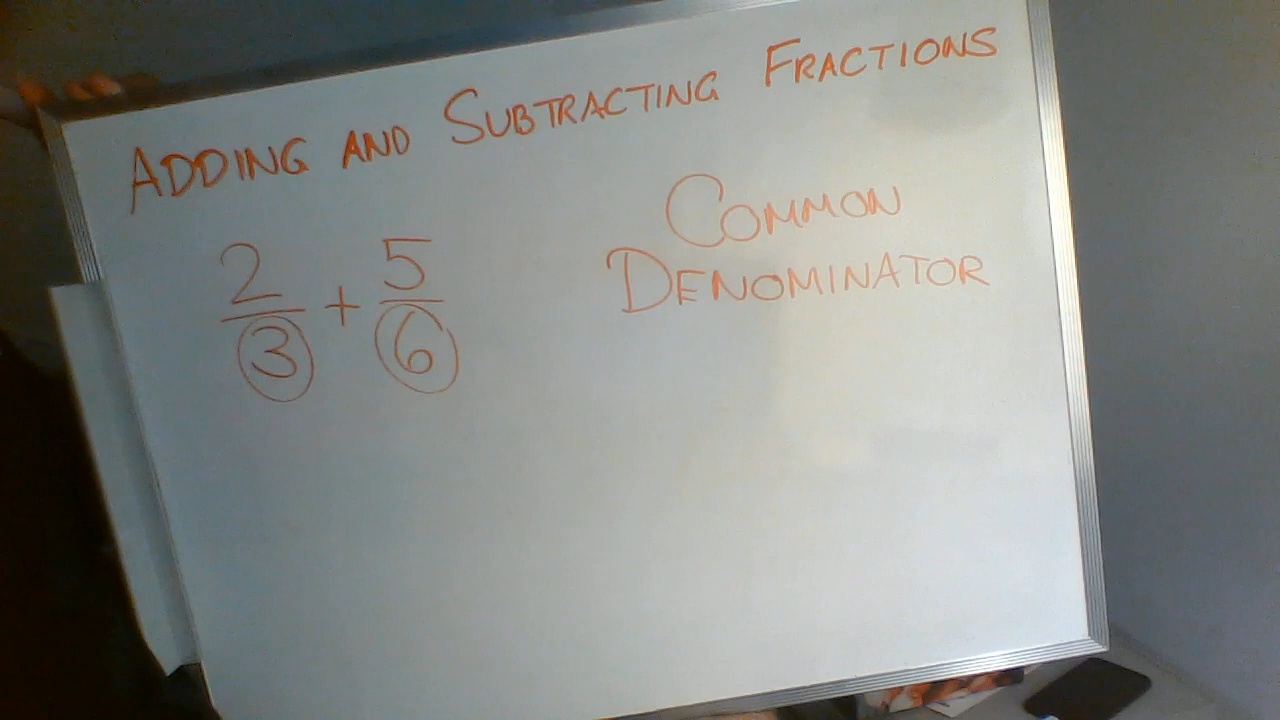 ADDING AND SUBTRACTING FRACTIONS
COMMON
DENOMINATOR
2/3 + 5/6